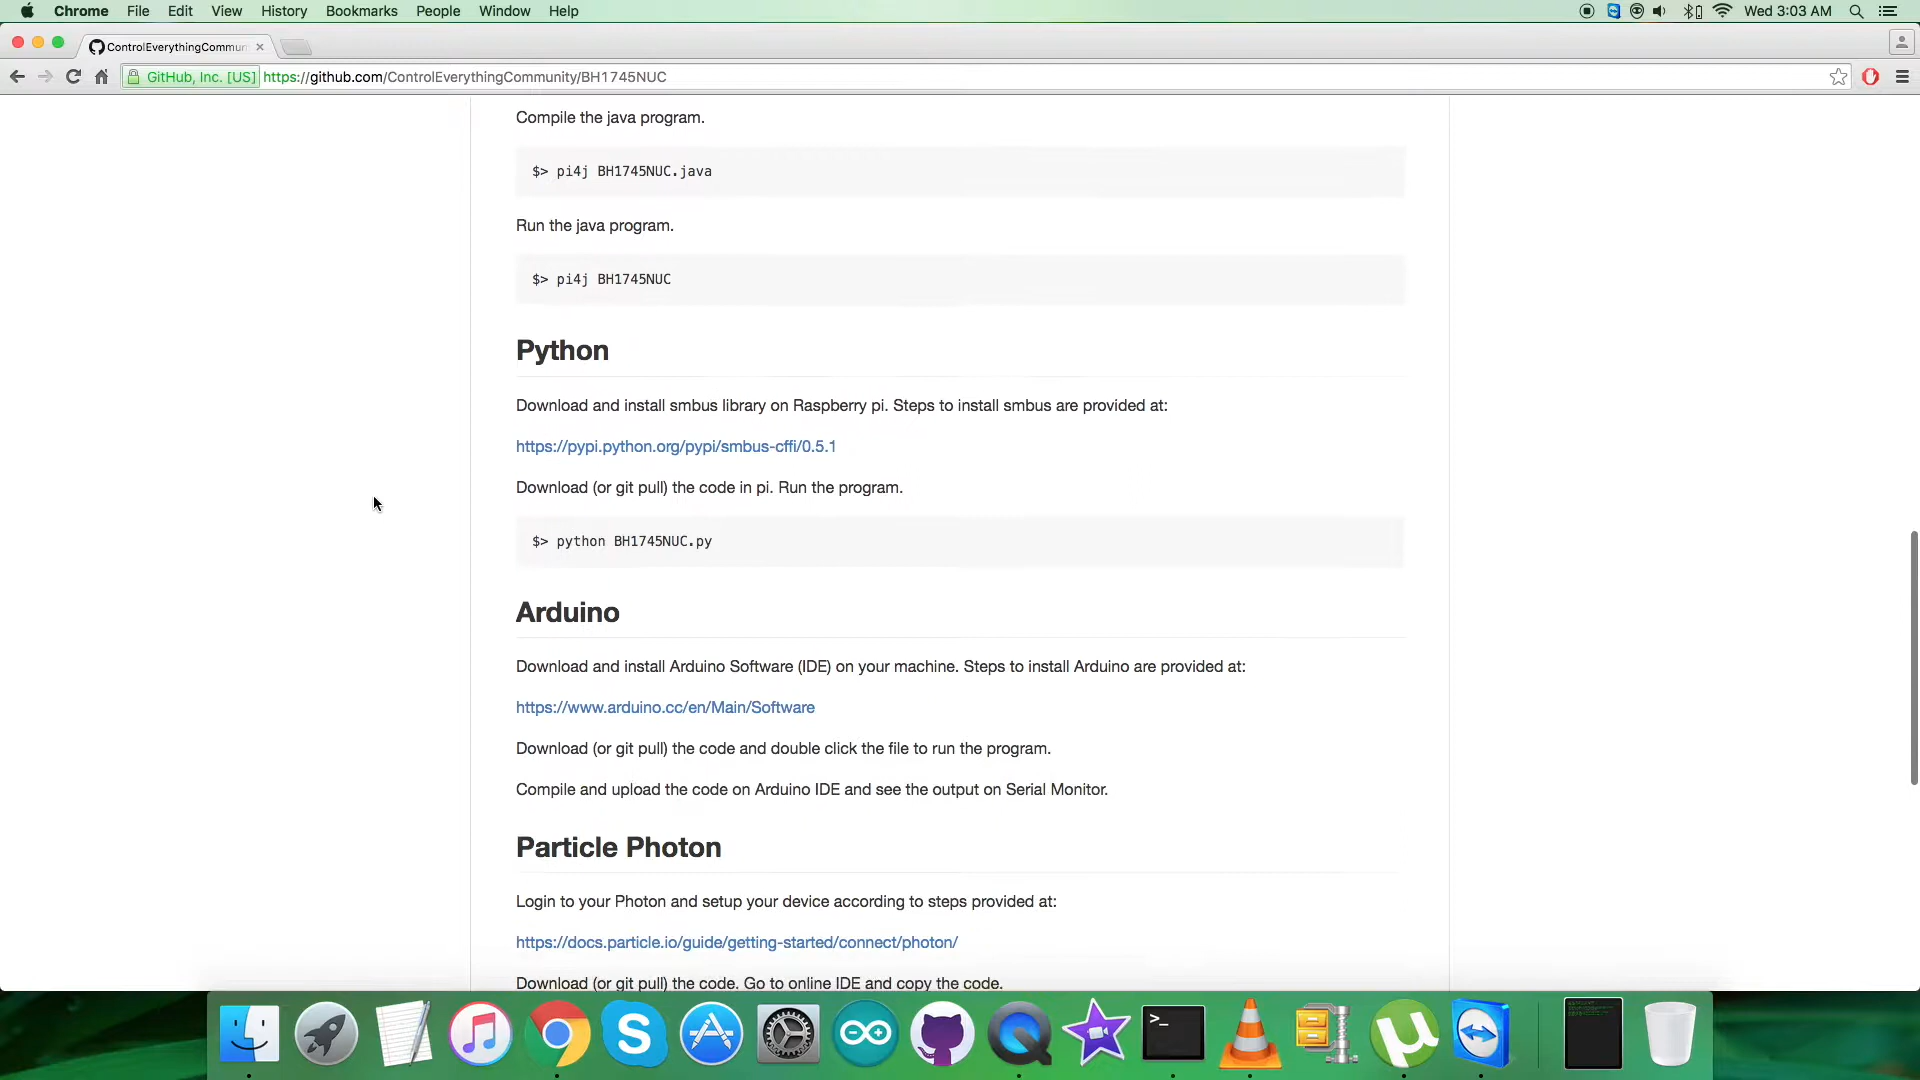 Chrome File Edit View History Bookmarks People Window Help Wed 3:03 AM
ControlEverythingCommun
GitHub, Inc. [US] https://github.com/ControlEverythingCommunity/BH1745NUC
Compile the java program.
$> pi4j BH1745NUC.java
Run the java program.
$> pi4j BH1745NUC
Python
Download and install smbus library on Raspberry pi. Steps to install smbus are provided at:
https://pypi.python.org/pypi/smbus-cffi/0.5.1
Download (or git pull) the code in pi. Run the program.
$> python BH1745NUC.py
Arduino
Download and install Arduino Software (IDE) on your machine. Steps to install Arduino are provided at:
https://www.arduino.cc/en/Main/Software
Download (or git pull) the code and double click the file to run the program.
Compile and upload the code on Arduino IDE and see the output on Serial Monitor.
Particle Photon
Login to your Photon and setup your device according to steps provided at:
https://docs.particle.io/guide/getting-started/connect/photon/
Download (or git pull) the code. Go to online IDE and copy the code.